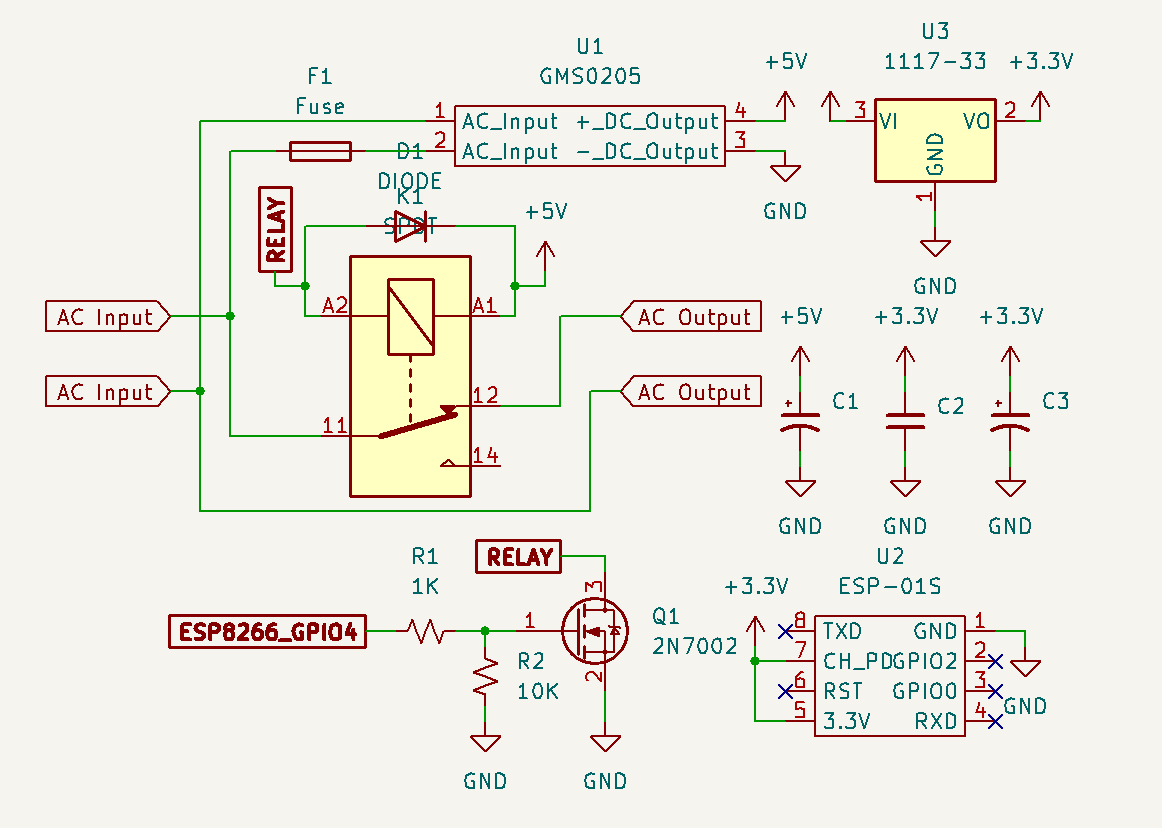 U1
GMS0205
F1
Fuse
1
AC_Input
+_DC_Output
4
2
AC_Input
-_DC_Output
3
+5V
GND
U3
1117-33
+3.3V
3
VI
VO
2
GND
1
GND
D1
DIODE
K1
SPDT
RELAY
+5V
A2
A1
12
11
14
AC Input
AC Input
AC Output
AC Output
+5V
+3.3V
+3.3V
+
C1
C2
+
C3
GND
GND
GND
R1
1K
RELAY
ESP8266_GPIO4
1
3
2
Q1
2N7002
R2
10K
GND
GND
U2
ESP-01S
+3.3V
8
TXD
GND
1
7
CH_PD
GPIO2
2
6
RST
GPIO0
3
5
3.3V
RXD
4
GND